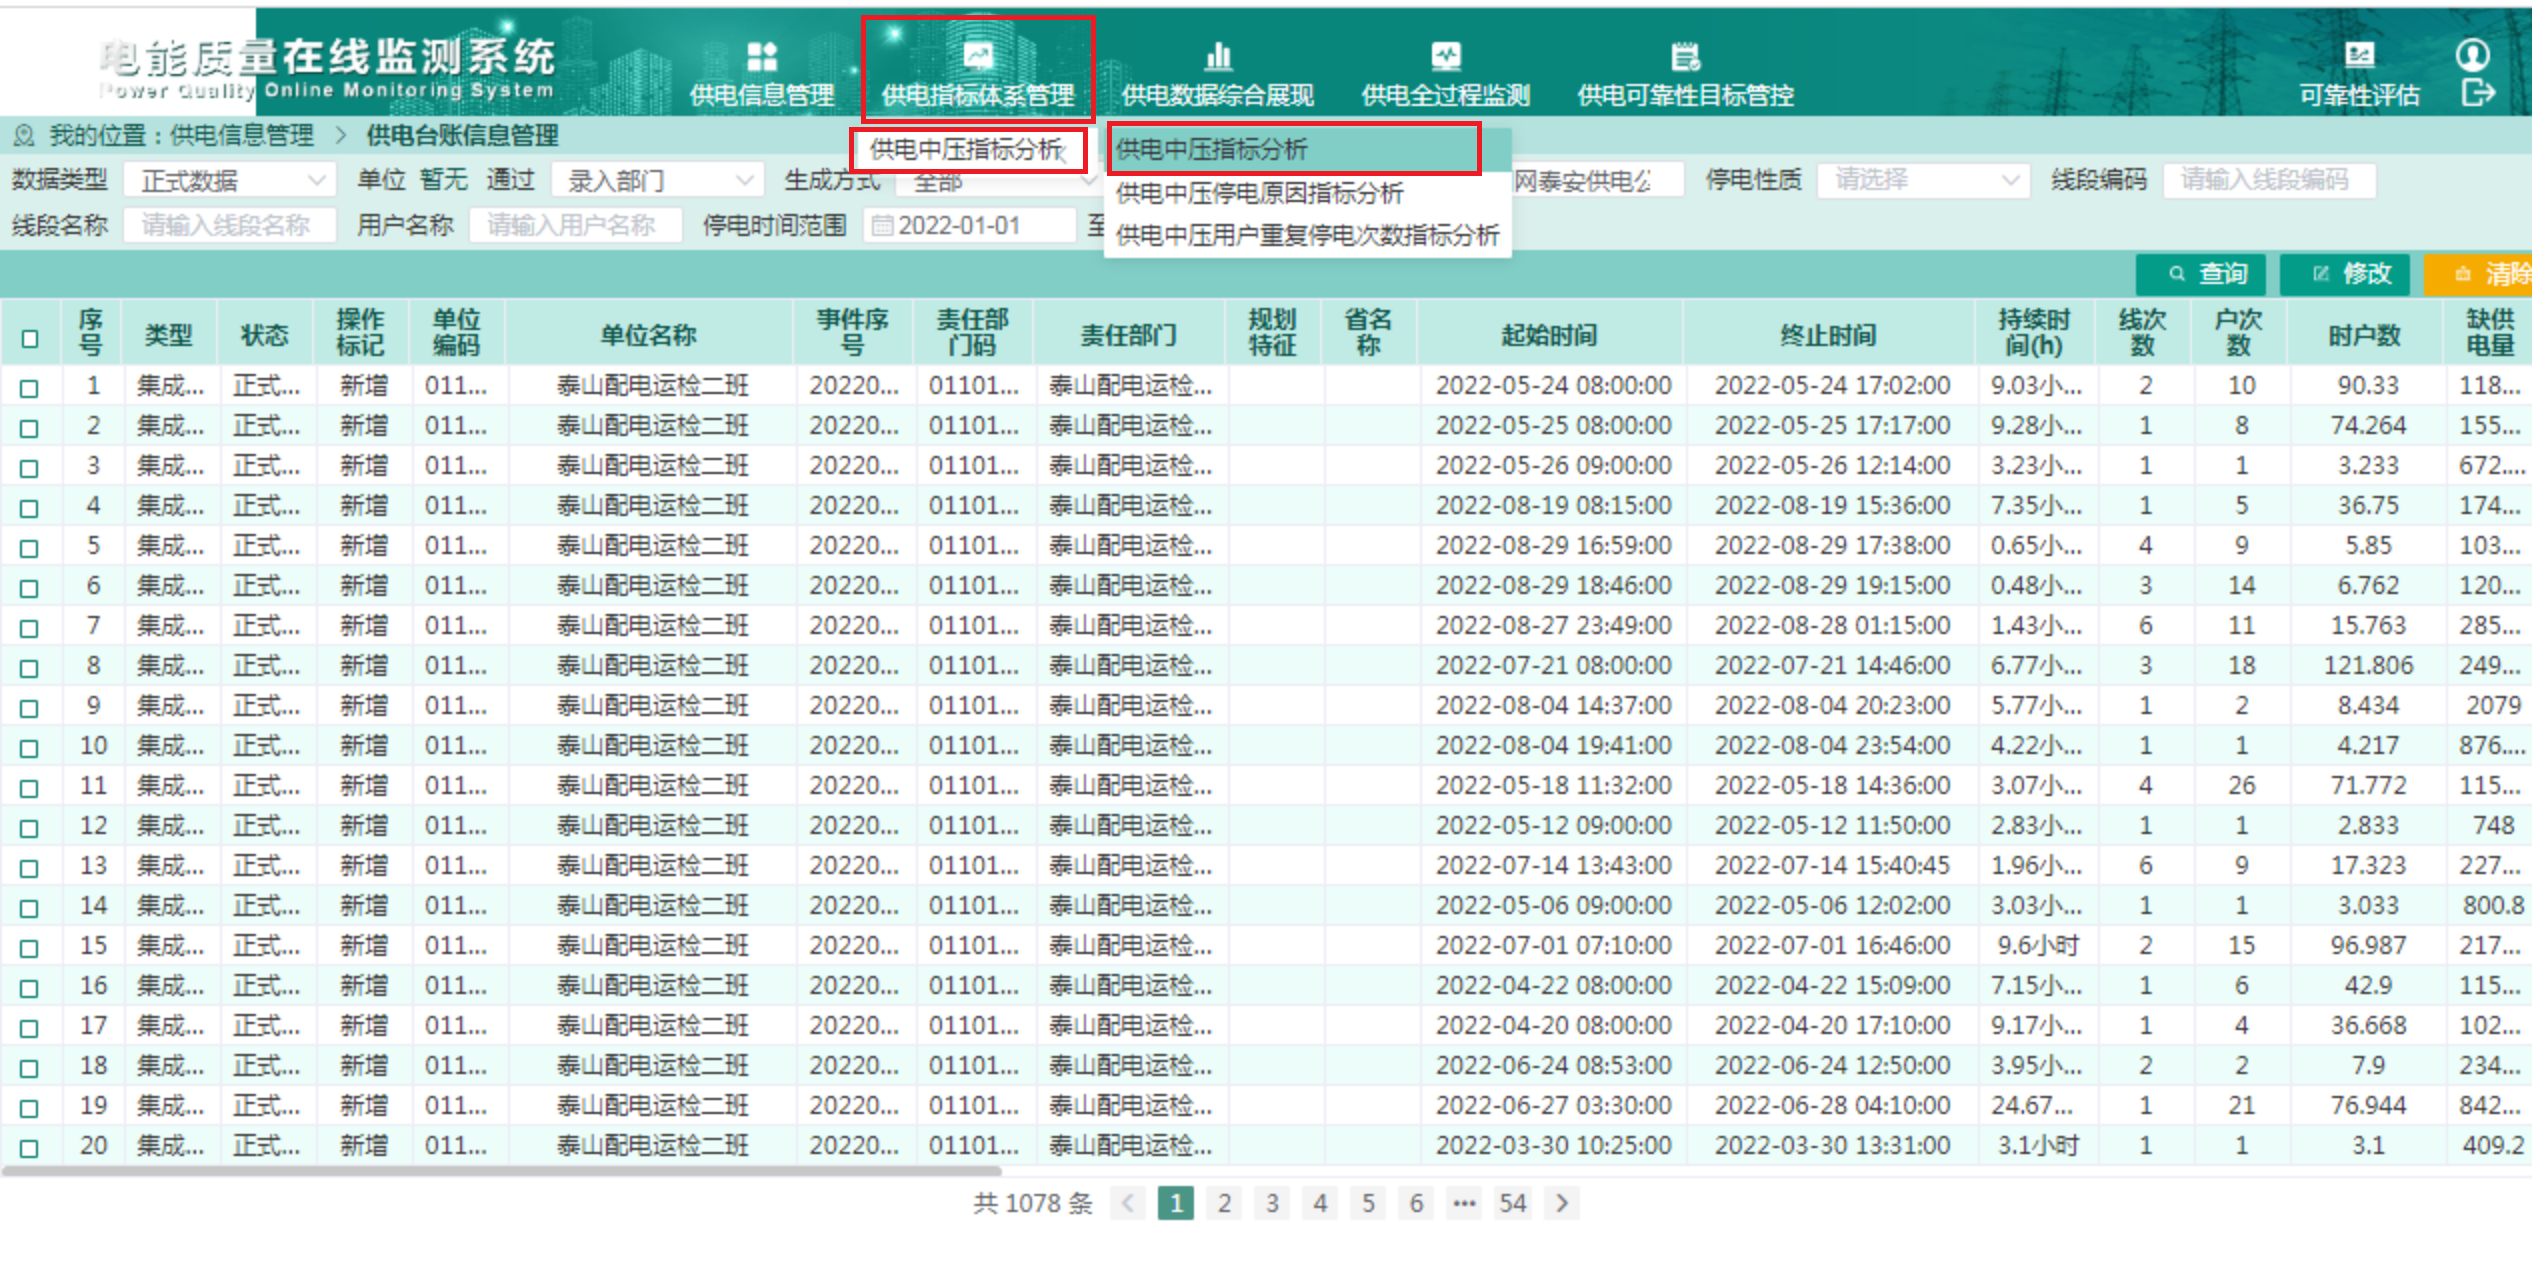 电能质量在线监测系统
Power Quality Online Monitoring System
供电信息管理 供电指标体系管理 供电数据综合展现 供电全过程监测 供电可靠性目标管控 可靠性评估
我的位置：供电信息管理 > 供电台账信息管理
供电中压指标分析 供电中压指标分析
供电中压停电原因指标分析
供电中压用户重复停电次数指标分析
数据类型 正式数据 单位 暂无 通过 录入部门 生成方式 全部 网泰安供电公 停电性质 请选择 线段编码 请输入线段编码
线段名称 请输入线段名称 用户名称 请输入用户名称 停电时间范围 2022-01-01 至
查询 修改 清除
序号 类型 状态 操作标记 单位编码 单位名称 事件序号 责任部门码 责任部门 规划特征 省名称 起始时间 终止时间 持续时间(h) 线次数 户次数 时户数 缺供电量
1 集成... 正式... 新增 011... 泰山配电运检二班 20220... 01101... 泰山配电运检... 2022-05-24 08:00:00 2022-05-24 17:02:00 9.03小... 2 10 90.33 118...
2 集成... 正式... 新增 011... 泰山配电运检二班 20220... 01101... 泰山配电运检... 2022-05-25 08:00:00 2022-05-25 17:17:00 9.28小... 1 8 74.264 155...
3 集成... 正式... 新增 011... 泰山配电运检二班 20220... 01101... 泰山配电运检... 2022-05-26 09:00:00 2022-05-26 12:14:00 3.23小... 1 1 3.233 672....
4 集成... 正式... 新增 011... 泰山配电运检二班 20220... 01101... 泰山配电运检... 2022-08-19 08:15:00 2022-08-19 15:36:00 7.35小... 1 5 36.75 174...
5 集成... 正式... 新增 011... 泰山配电运检二班 20220... 01101... 泰山配电运检... 2022-08-29 16:59:00 2022-08-29 17:38:00 0.65小... 4 9 5.85 103...
6 集成... 正式... 新增 011... 泰山配电运检二班 20220... 01101... 泰山配电运检... 2022-08-29 18:46:00 2022-08-29 19:15:00 0.48小... 3 14 6.762 120...
7 集成... 正式... 新增 011... 泰山配电运检二班 20220... 01101... 泰山配电运检... 2022-08-27 23:49:00 2022-08-28 01:15:00 1.43小... 6 11 15.763 285...
8 集成... 正式... 新增 011... 泰山配电运检二班 20220... 01101... 泰山配电运检... 2022-07-21 08:00:00 2022-07-21 14:46:00 6.77小... 3 18 121.806 249...
9 集成... 正式... 新增 011... 泰山配电运检二班 20220... 01101... 泰山配电运检... 2022-08-04 14:37:00 2022-08-04 20:23:00 5.77小... 1 2 8.434 2079
10 集成... 正式... 新增 011... 泰山配电运检二班 20220... 01101... 泰山配电运检... 2022-08-04 19:41:00 2022-08-04 23:54:00 4.22小... 1 1 4.217 876....
11 集成... 正式... 新增 011... 泰山配电运检二班 20220... 01101... 泰山配电运检... 2022-05-18 11:32:00 2022-05-18 14:36:00 3.07小... 4 26 71.772 115...
12 集成... 正式... 新增 011... 泰山配电运检二班 20220... 01101... 泰山配电运检... 2022-05-12 09:00:00 2022-05-12 11:50:00 2.83小... 1 1 2.833 748
13 集成... 正式... 新增 011... 泰山配电运检二班 20220... 01101... 泰山配电运检... 2022-07-14 13:43:00 2022-07-14 15:40:45 1.96小... 6 9 17.323 227...
14 集成... 正式... 新增 011... 泰山配电运检二班 20220... 01101... 泰山配电运检... 2022-05-06 09:00:00 2022-05-06 12:02:00 3.03小... 1 1 3.033 800.8
15 集成... 正式... 新增 011... 泰山配电运检二班 20220... 01101... 泰山配电运检... 2022-07-01 07:10:00 2022-07-01 16:46:00 9.6小时 2 15 96.987 217...
16 集成... 正式... 新增 011... 泰山配电运检二班 20220... 01101... 泰山配电运检... 2022-04-22 08:00:00 2022-04-22 15:09:00 7.15小... 1 6 42.9 115...
17 集成... 正式... 新增 011... 泰山配电运检二班 20220... 01101... 泰山配电运检... 2022-04-20 08:00:00 2022-04-20 17:10:00 9.17小... 1 4 36.668 102...
18 集成... 正式... 新增 011... 泰山配电运检二班 20220... 01101... 泰山配电运检... 2022-06-24 08:53:00 2022-06-24 12:50:00 3.95小... 2 2 7.9 234...
19 集成... 正式... 新增 011... 泰山配电运检二班 20220... 01101... 泰山配电运检... 2022-06-27 03:30:00 2022-06-28 04:10:00 24.67... 1 21 76.944 842...
20 集成... 正式... 新增 011... 泰山配电运检二班 20220... 01101... 泰山配电运检... 2022-03-30 10:25:00 2022-03-30 13:31:00 3.1小时 1 1 3.1 409.2
共 1078 条 < 1 2 3 4 5 6 ••• 54 >